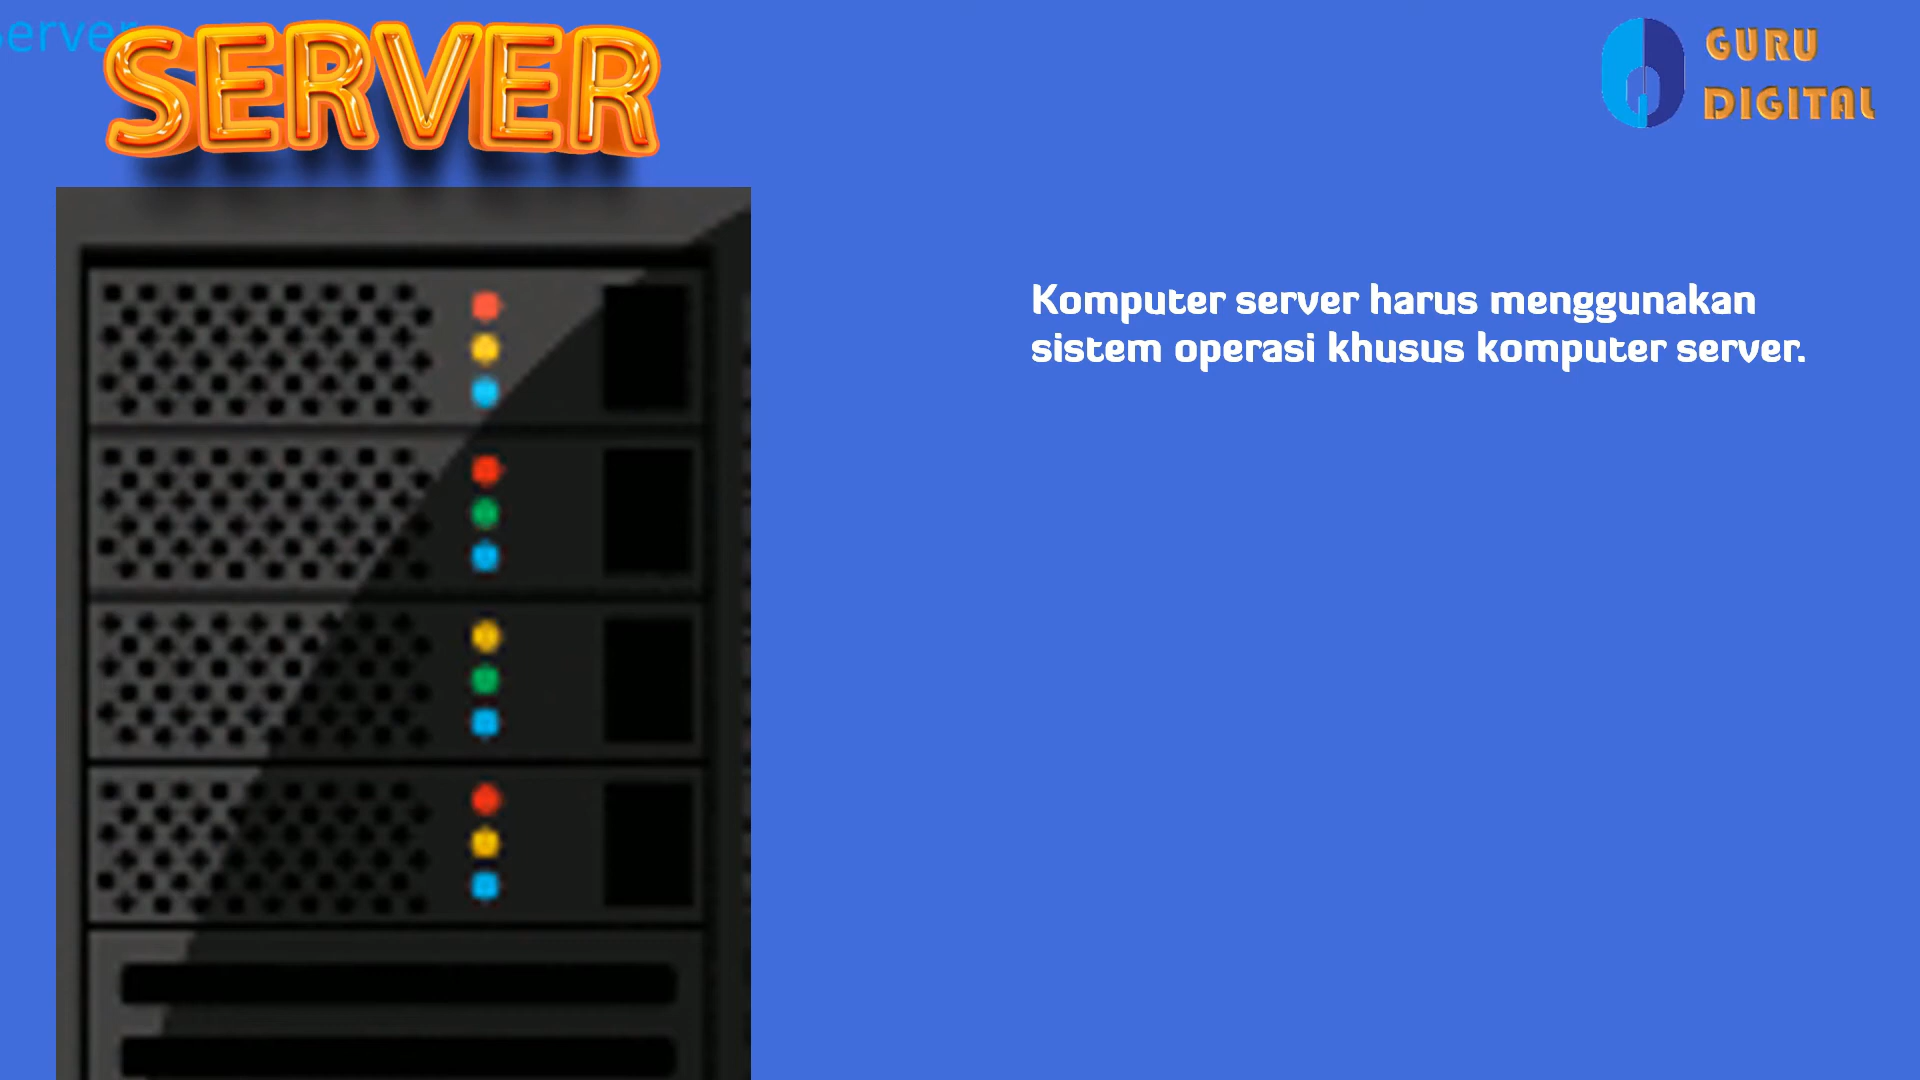 SERVER
GURU
DIGITAL
Komputer server harus menggunakan
sistem operasi khusus komputer server.